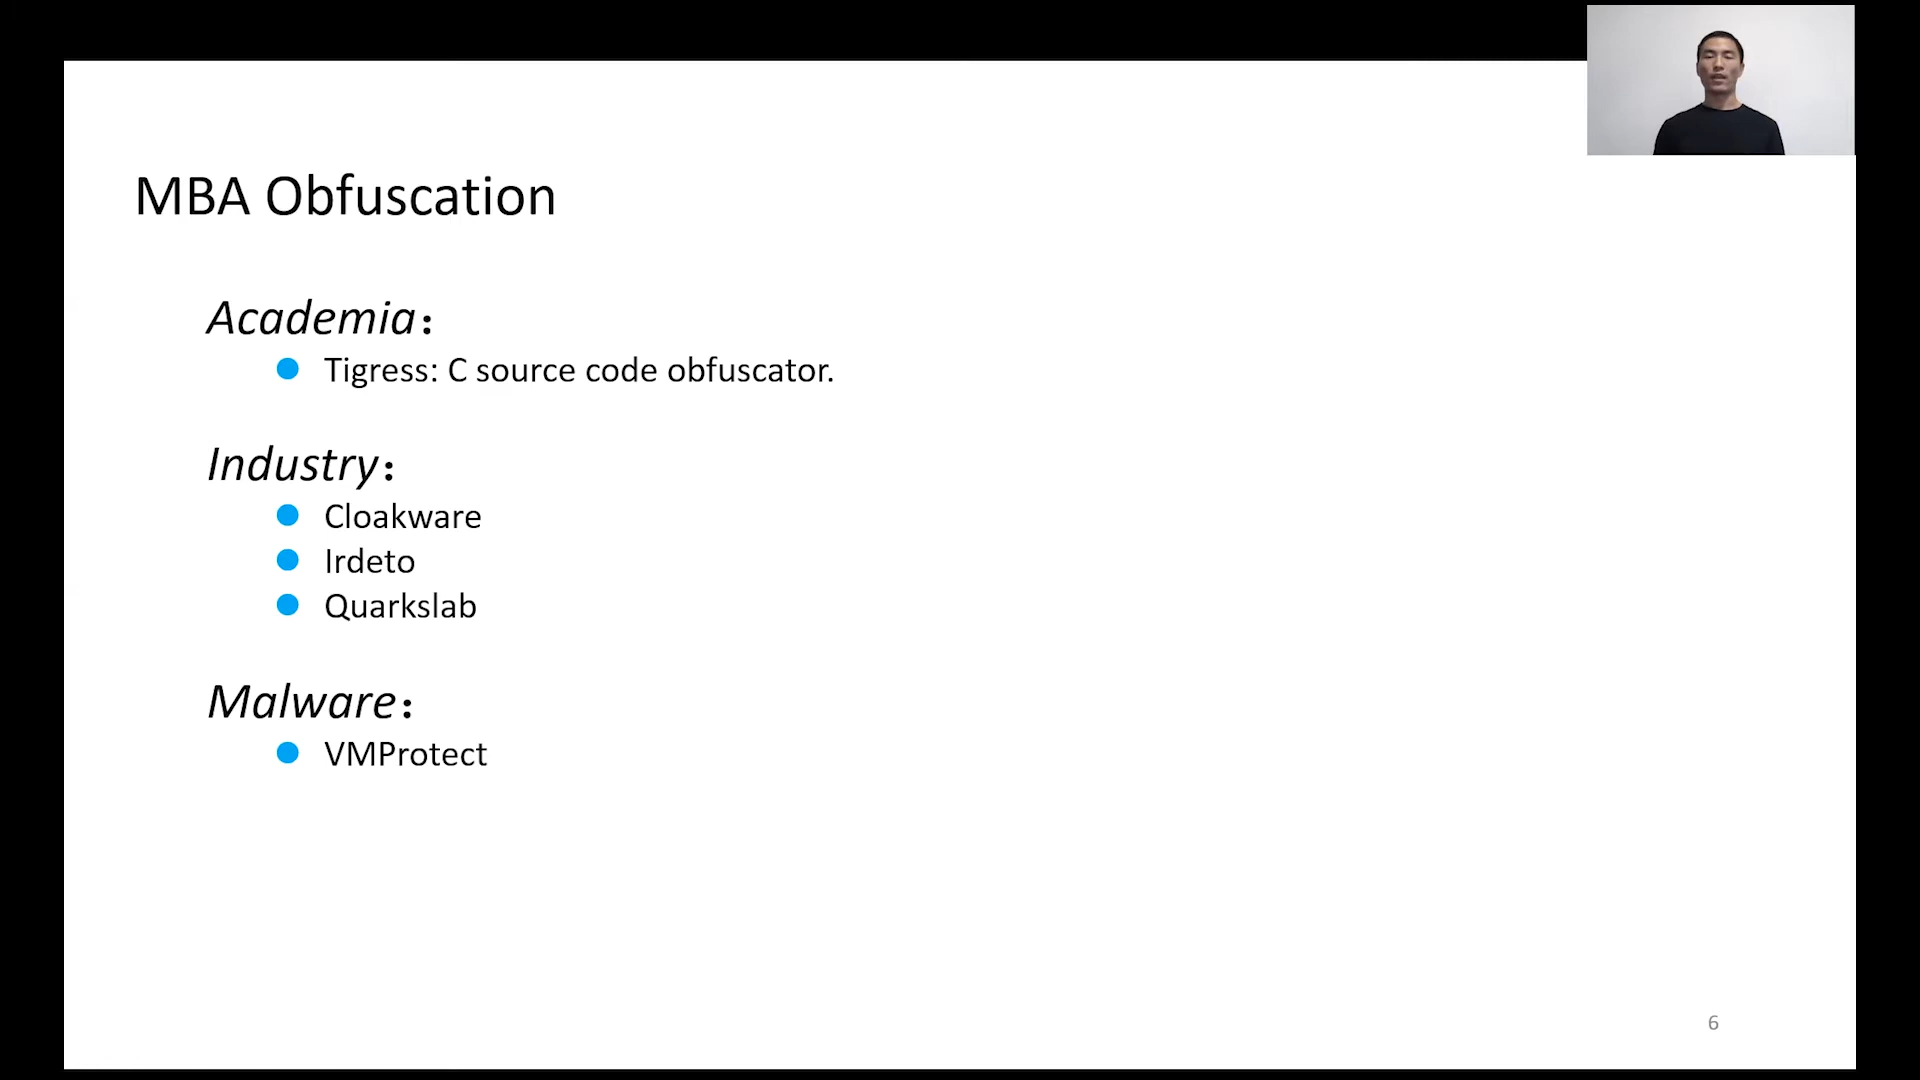 MBA Obfuscation
Academia：
Tigress: C source code obfuscator.
Industry：
Cloakware
Irdeto
Quarkslab
Malware：
VMProtect
6